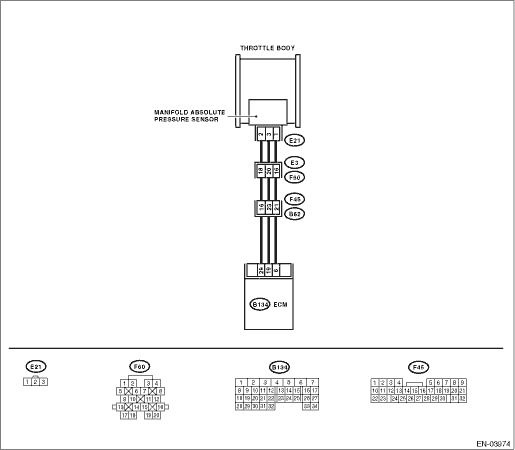 THROTTLE BODY
MANIFOLD ABSOLUTE
PRESSURE SENSOR
2 3 1
E21
E3
18 20 19
F60
F45
16 23 21
B62
29 19 6
B134 ECM
E21 F60 B134 F45
1 2 3
1 2 3 4
5 6 7 8
9 10 11 12
13 14 15 16
17 18 19 20
1 2 3 4 5 6 7
8 9 10 11 12 13 14 15 16 17
18 19 20 21 22 23 24 25 26 27
28 29 30 31 32 33 34
1 2 3 4 5 6 7 8 9
10 11 12 13 14 15 16 17 18 19 20 21
22 23 24 25 26 27 28 29 30 31 32
EN-03974